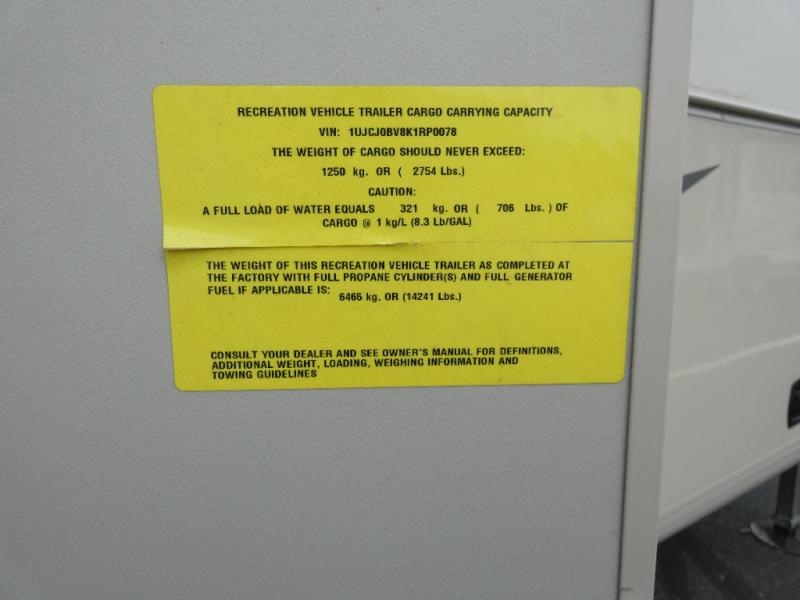 RECREATION VEHICLE TRAILER CARGO CARRYING CAPACITY
VIN: 1UJCJ0BV8K1RP0078
THE WEIGHT OF CARGO SHOULD NEVER EXCEED:
1250 kg. OR ( 2754 Lbs.)
CAUTION:
A FULL LOAD OF WATER EQUALS 321 kg. OR ( 706 Lbs. ) OF
CARGO @ 1 kg/L (8.3 Lb/GAL)
THE WEIGHT OF THIS RECREATION VEHICLE TRAILER AS COMPLETED AT
THE FACTORY WITH FULL PROPANE CYLINDER(S) AND FULL GENERATOR
FUEL IF APPLICABLE IS: 6465 kg. OR (14241 Lbs.)
CONSULT YOUR DEALER AND SEE OWNER'S MANUAL FOR DEFINITIONS,
ADDITIONAL WEIGHT, LOADING, WEIGHING INFORMATION AND
TOWING GUIDELINES